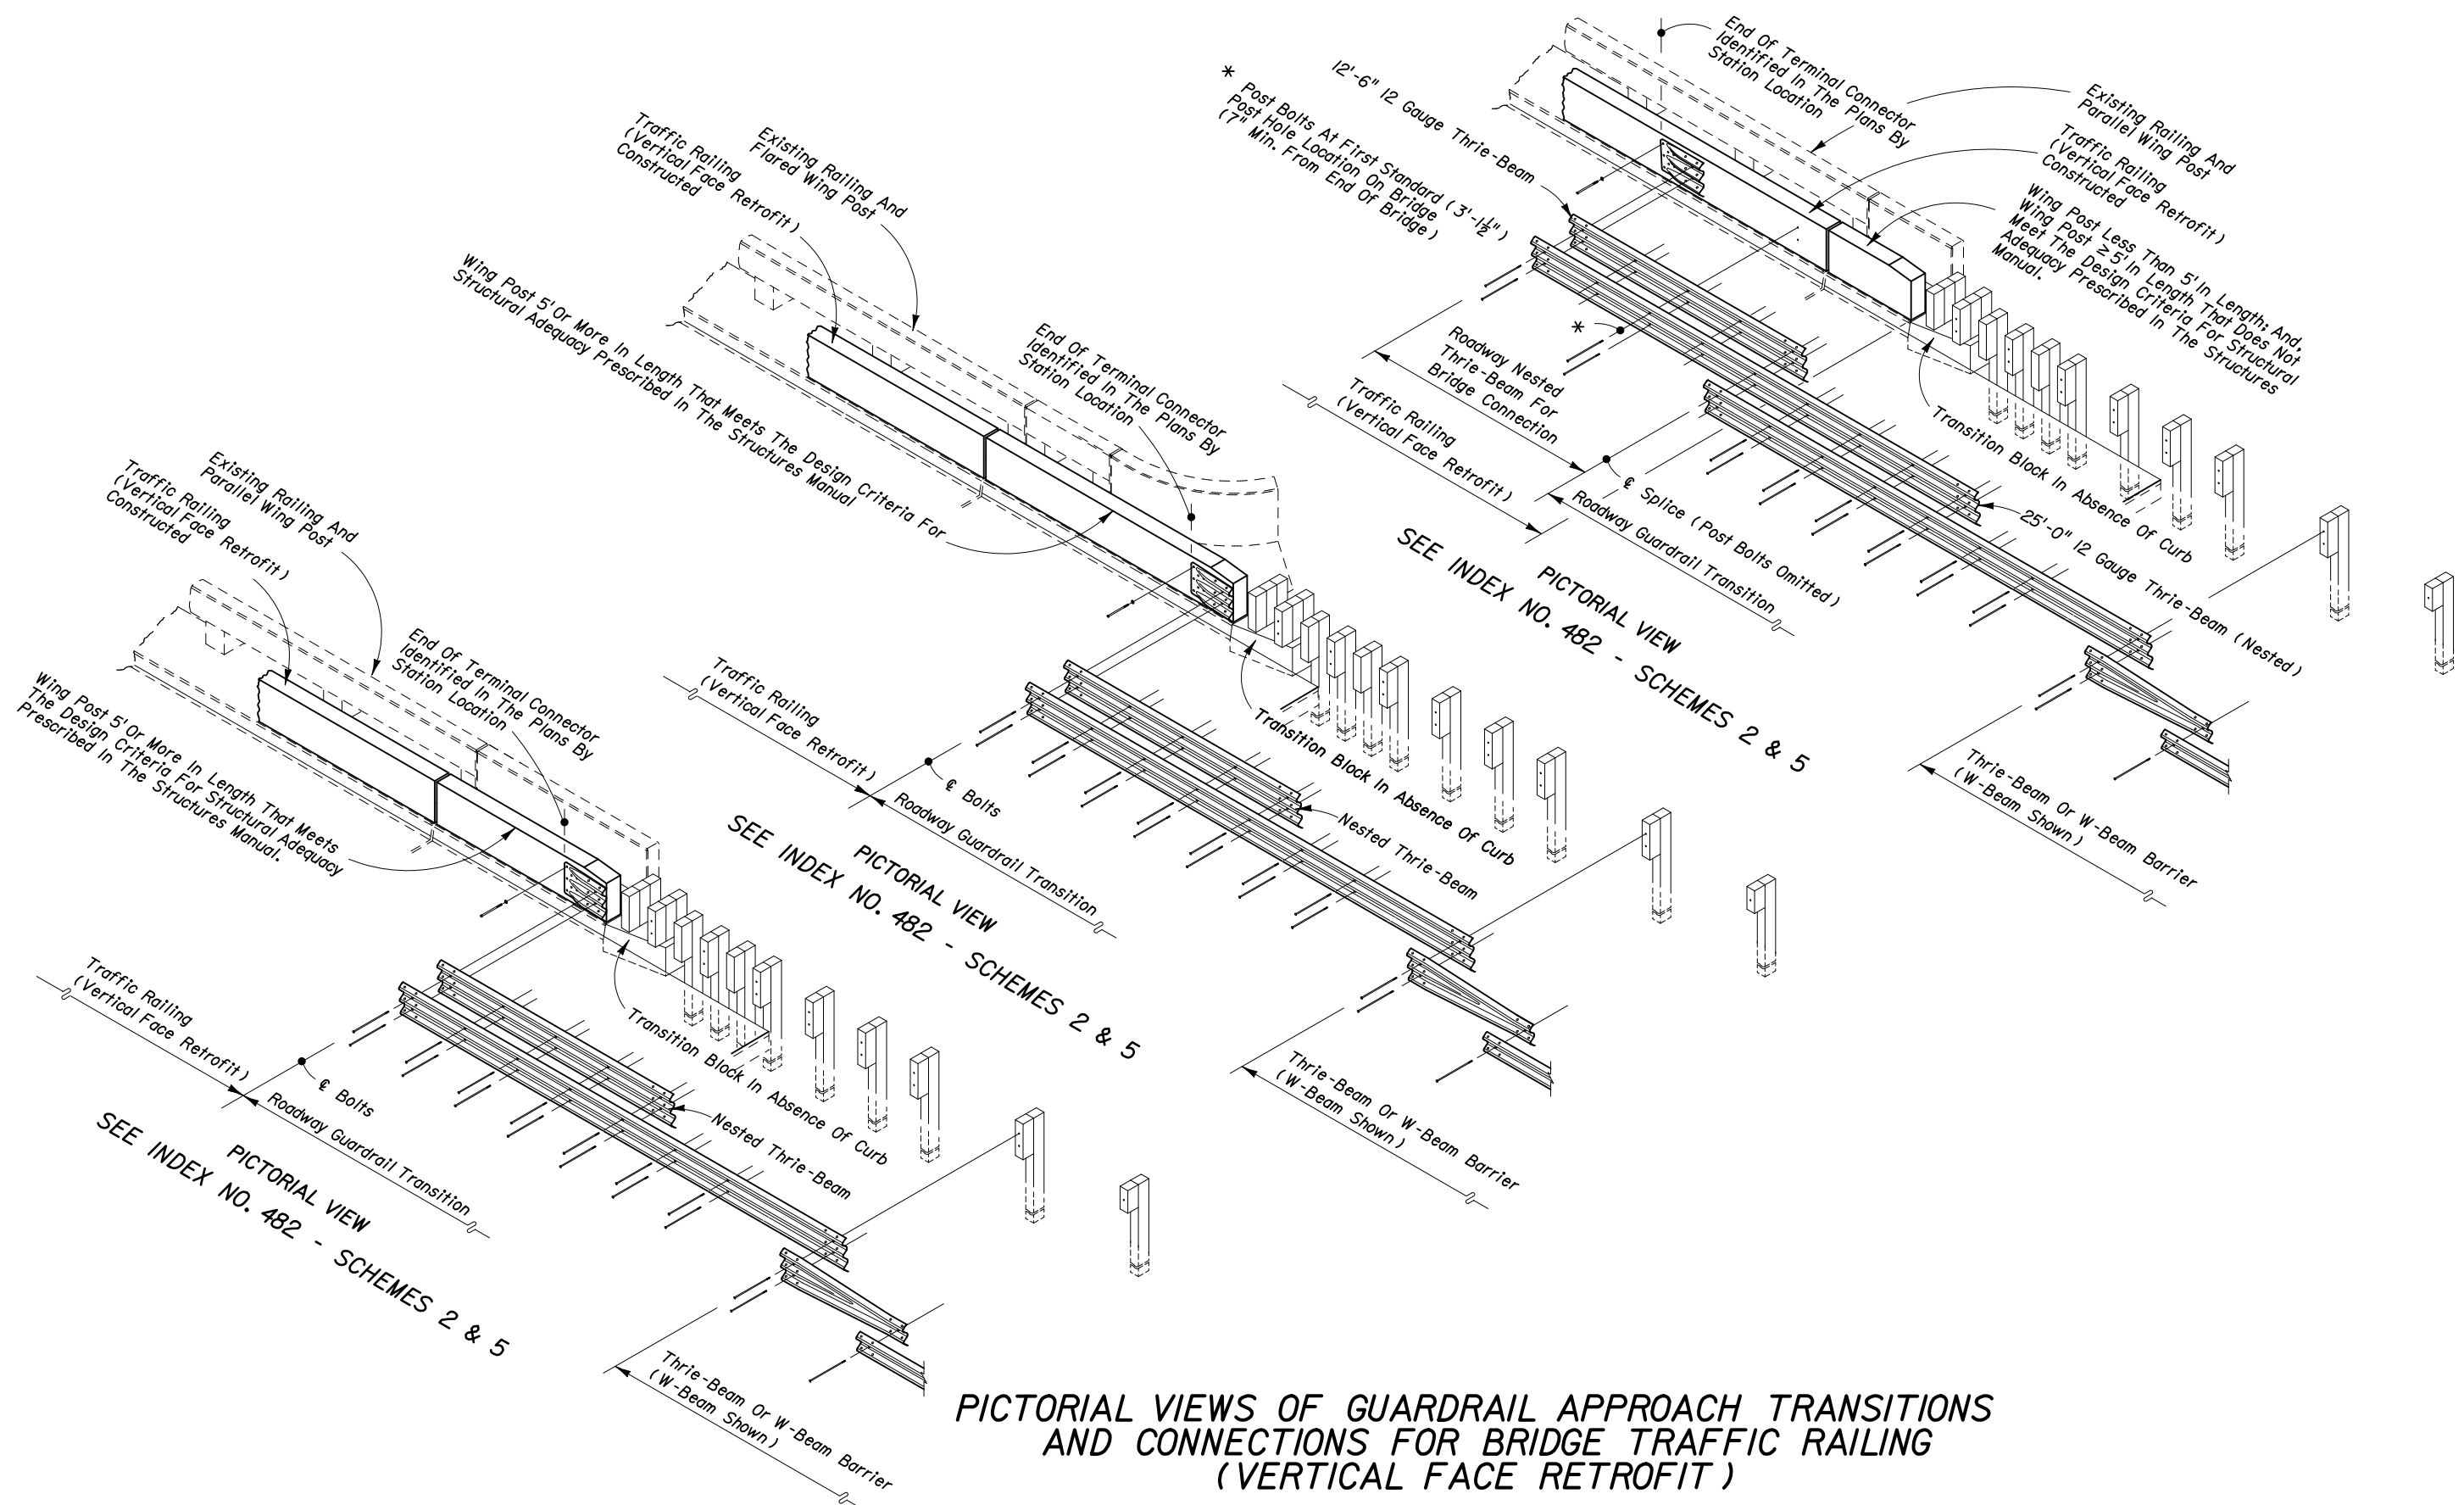 Existing Railing And
Parallel Wing Post
Traffic Railing
(Vertical Face Retrofit)
Constructed
End Of Terminal Connector
Identified In The Plans By
Station Location
Wing Post 5' Or More In Length That Meets
The Design Criteria For Structural Adequacy
Prescribed In The Structures Manual.
Traffic Railing
(Vertical Face Retrofit)
℄ Bolts
Roadway Guardrail Transition
Transition Block In Absence Of Curb
Nested Thrie-Beam
Thrie-Beam Or W-Beam Barrier
(W-Beam Shown)
PICTORIAL VIEW
SEE INDEX NO. 482 - SCHEMES 2 & 5
Existing Railing And
Flared Wing Post
Traffic Railing
(Vertical Face Retrofit)
Constructed
Wing Post 5' Or More In Length That Meets The Design Criteria For
Structural Adequacy Prescribed In The Structures Manual
End Of Terminal Connector
Identified In The Plans By
Station Location
Traffic Railing
(Vertical Face Retrofit)
℄ Bolts
Roadway Guardrail Transition
Transition Block In Absence Of Curb
Nested Thrie-Beam
Thrie-Beam Or W-Beam Barrier
(W-Beam Shown)
PICTORIAL VIEW
SEE INDEX NO. 482 - SCHEMES 2 & 5
End Of Terminal Connector
Identified In The Plans By
Station Location
Existing Railing And
Parallel Wing Post
Traffic Railing
(Vertical Face Retrofit)
Constructed
Wing Post Less Than 5' In Length; And,
Wing Post ≥ 5' In Length That Does Not
Meet The Design Criteria For Structural
Adequacy Prescribed In The Structures
Manual.
12'-6" 12 Gauge Thrie-Beam
* Post Bolts At First Standard (3'-1½")
Post Hole Location On Bridge
(7" Min. From End Of Bridge)
*
Roadway Nested
Thrie-Beam For
Bridge Connection
Traffic Railing
(Vertical Face Retrofit)
℄ Splice (Post Bolts Omitted)
Roadway Guardrail Transition
Transition Block In Absence Of Curb
25'-0" 12 Gauge Thrie-Beam (Nested)
Thrie-Beam Or W-Beam Barrier
(W-Beam Shown)
PICTORIAL VIEW
SEE INDEX NO. 482 - SCHEMES 2 & 5
PICTORIAL VIEWS OF GUARDRAIL APPROACH TRANSITIONS
AND CONNECTIONS FOR BRIDGE TRAFFIC RAILING
(VERTICAL FACE RETROFIT)